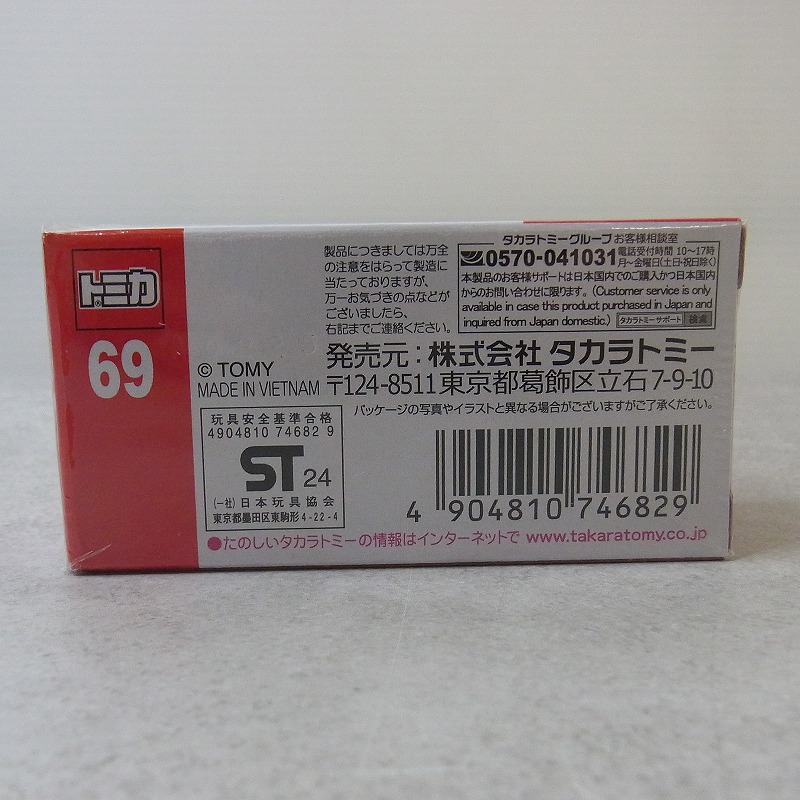 トミカ
®
69
製品につきましては万全
の注意をはらって製造に
当たっておりますが、
万一お気づきの点などが
ございましたら、
右記までご連絡ください。
タカラトミーグループお客様相談室
0570-041031 電話受付時間 10〜17時
月〜金曜日(土日・祝日除く)
本製品のお客様サポートは日本国内でのご購入かつ日本国内
からのお問い合わせに限ります。(Customer service is only
available in case this product purchased in Japan and
inquired from Japan domestic.) タカラトミーサポート 検索
© TOMY
MADE IN VIETNAM
発売元:株式会社 タカラトミー
〒124-8511 東京都葛飾区立石7-9-10
パッケージの写真やイラストと異なる場合がございますがご了承ください。
玩具安全基準合格
4904810 74682 9
ST 24
(一社)日本玩具協会
東京都墨田区東駒形4-22-4
4 904810 746829
●たのしいタカラトミーの情報はインターネットで www.takaratomy.co.jp